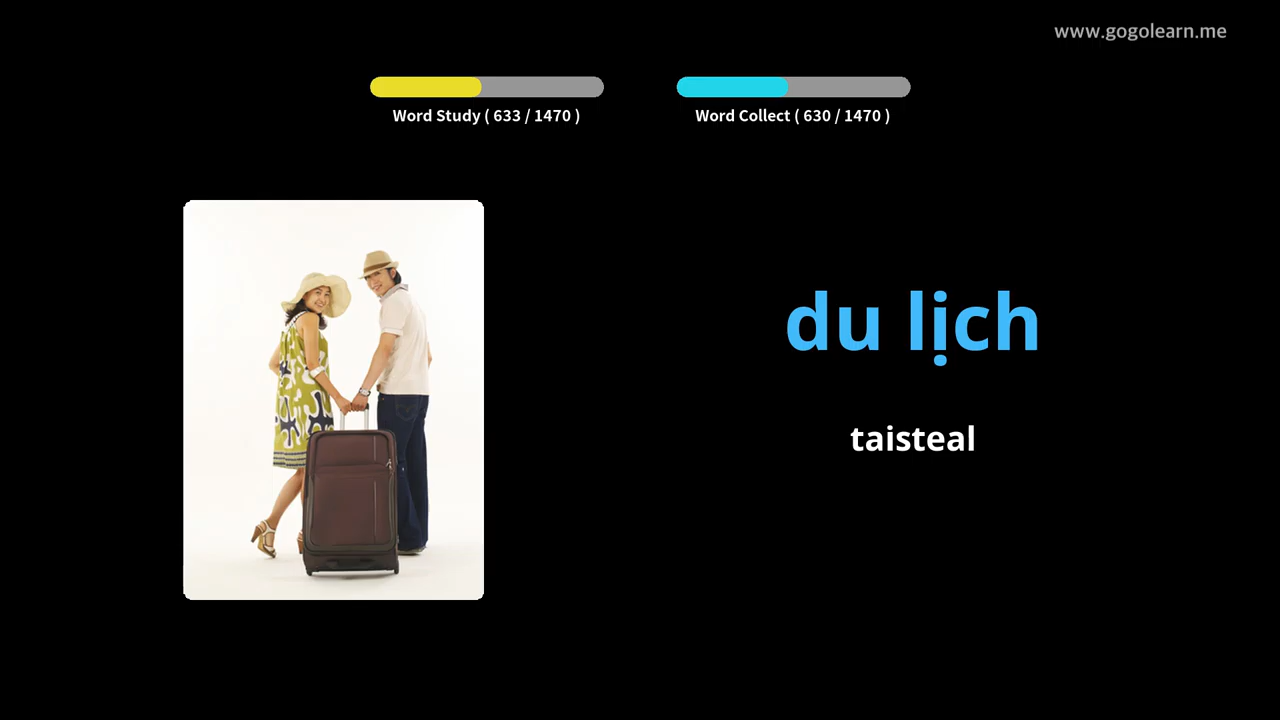 www.gogolearn.me
Word Study ( 633 / 1470 )
Word Collect ( 630 / 1470 )
du lịch
taisteal